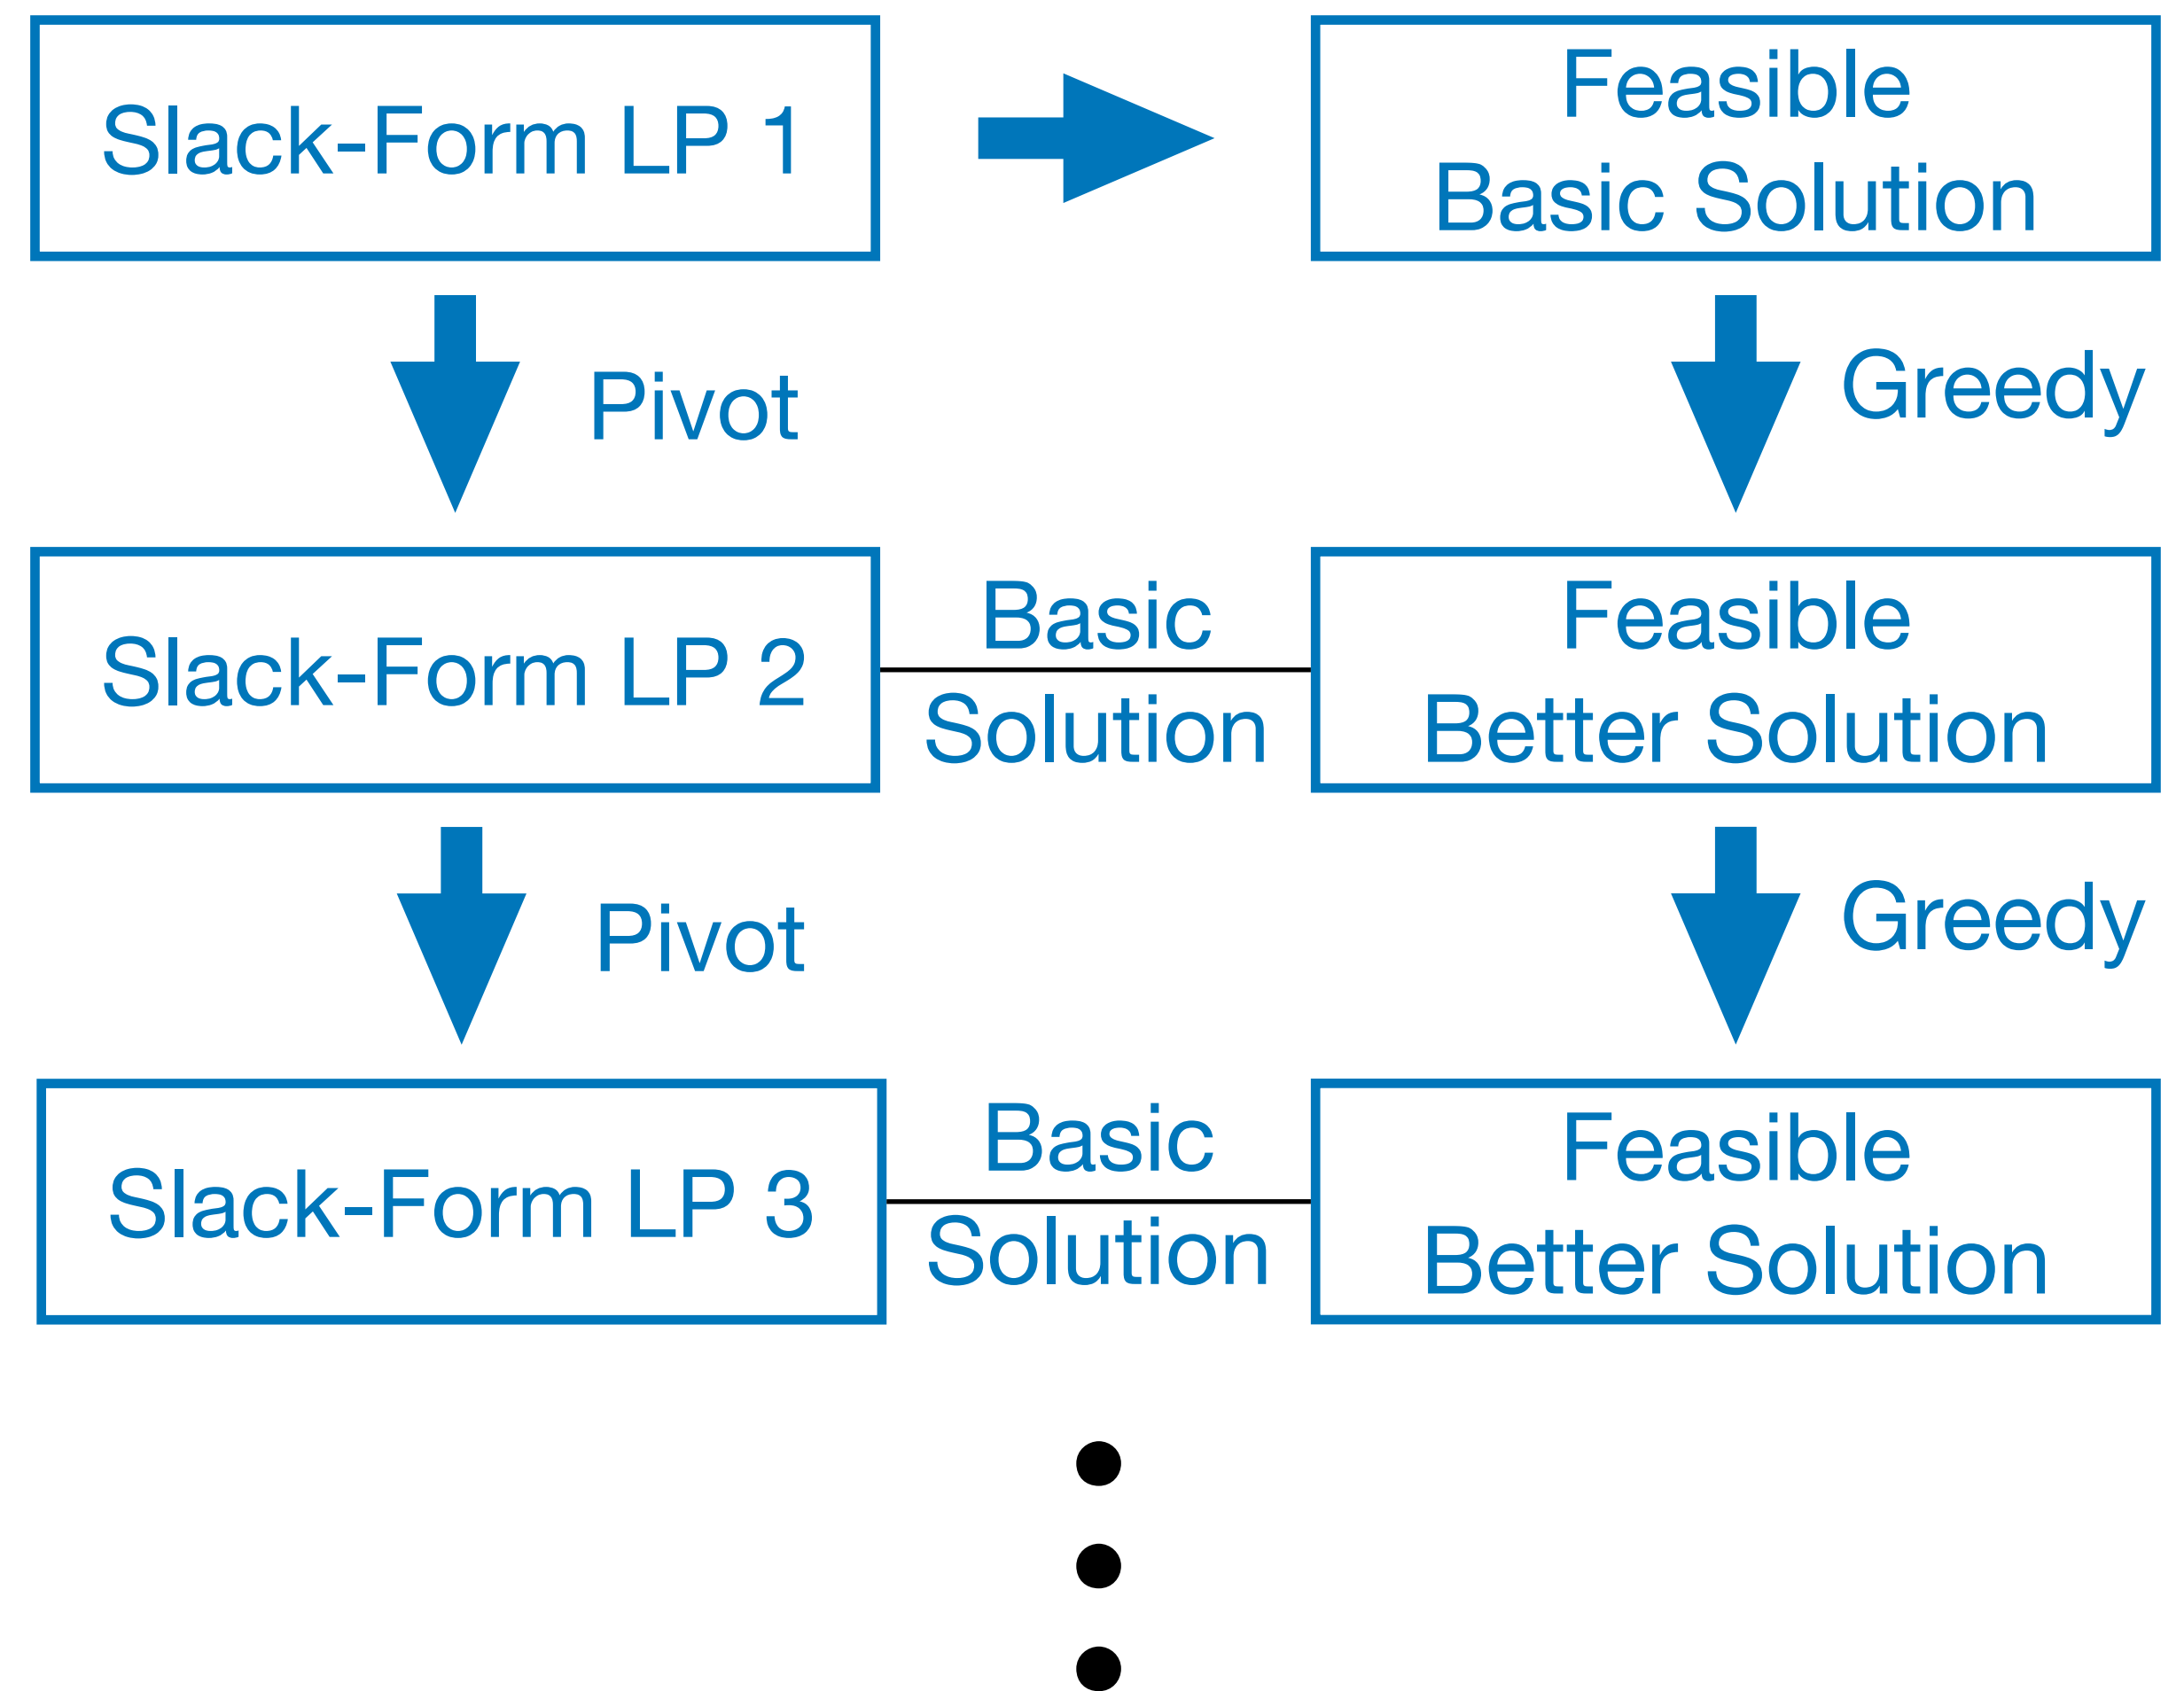 Slack-Form LP 1
Feasible
Basic Solution
Pivot
Greedy
Slack-Form LP 2
Basic
Solution
Feasible
Better Solution
Pivot
Greedy
Slack-Form LP 3
Basic
Solution
Feasible
Better Solution